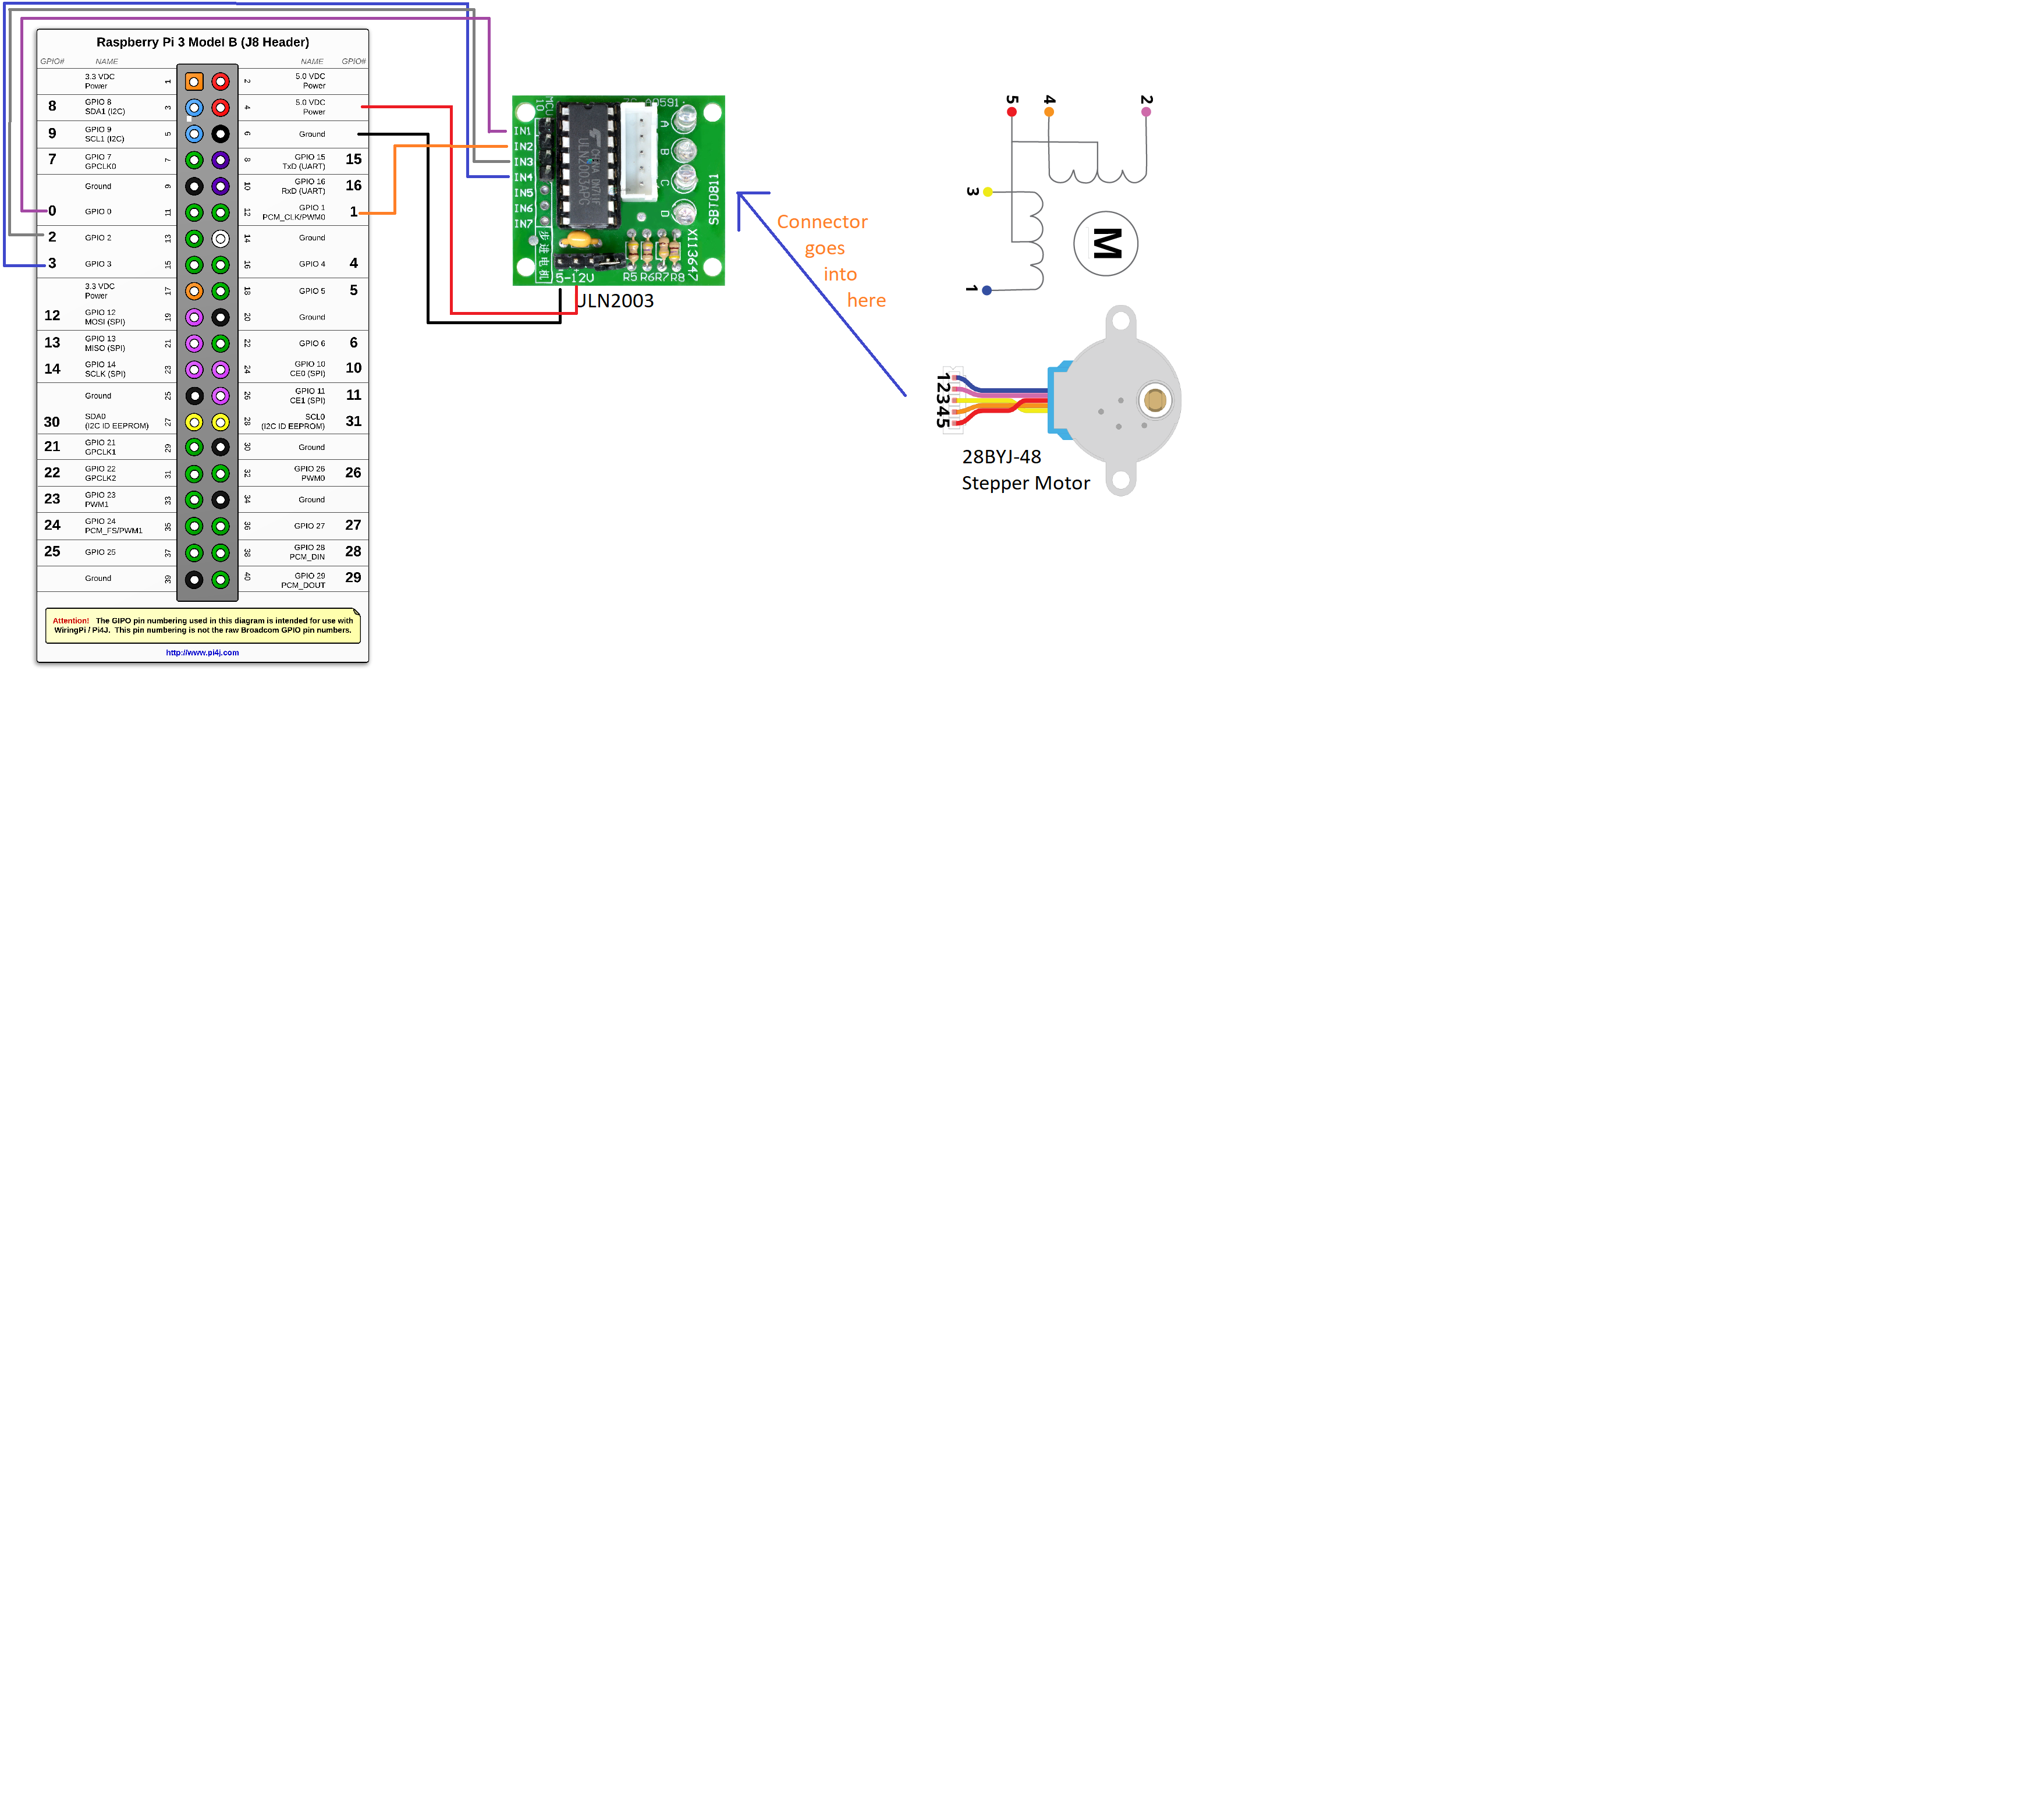 Raspberry Pi 3 Model B (J8 Header)
GPIO# NAME NAME GPIO#
3.3 VDC Power 1 2 5.0 VDC Power
8 GPIO 8 SDA1 (I2C) 3 4 5.0 VDC Power
9 GPIO 9 SCL1 (I2C) 5 6 Ground
7 GPIO 7 GPCLK0 7 8 GPIO 15 TxD (UART) 15
Ground 9 10 GPIO 16 RxD (UART) 16
0 GPIO 0 11 12 GPIO 1 PCM_CLK/PWM0 1
2 GPIO 2 13 14 Ground
3 GPIO 3 15 16 GPIO 4 4
3.3 VDC Power 17 18 GPIO 5 5
12 GPIO 12 MOSI (SPI) 19 20 Ground
13 GPIO 13 MISO (SPI) 21 22 GPIO 6 6
14 GPIO 14 SCLK (SPI) 23 24 GPIO 10 CE0 (SPI) 10
Ground 25 26 GPIO 11 CE1 (SPI) 11
30 SDA0 (I2C ID EEPROM) 27 28 SCL0 (I2C ID EEPROM) 31
21 GPIO 21 GPCLK1 29 30 Ground
22 GPIO 22 GPCLK2 31 32 GPIO 26 PWM0 26
23 GPIO 23 PWM1 33 34 Ground
24 GPIO 24 PCM_FS/PWM1 35 36 GPIO 27 27
25 GPIO 25 37 38 GPIO 28 PCM_DIN 28
Ground 39 40 GPIO 29 PCM_DOUT 29
Attention! The GIPO pin numbering used in this diagram is intended for use with
WiringPi / Pi4J. This pin numbering is not the raw Broadcom GPIO pin numbers.
http://www.pi4j.com
IN1
IN2
IN3
IN4
IN5
IN6
IN7
步进电机
ULN2003APG
A
B
C
D
SBT0811
X113647
5-12V
R5 R6 R7 R8
ULN2003
Connector
goes
into
here
5 4 2
3
M
1
1
2
3
4
5
28BYJ-48
Stepper Motor